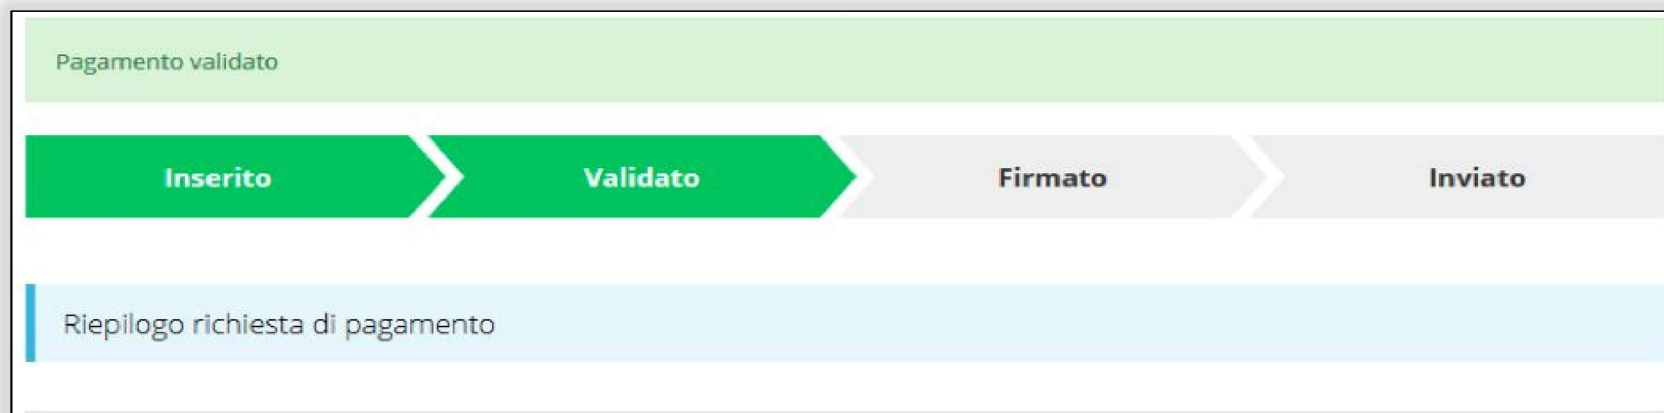 Pagamento validato
Inserito Validato Firmato Inviato
Riepilogo richiesta di pagamento